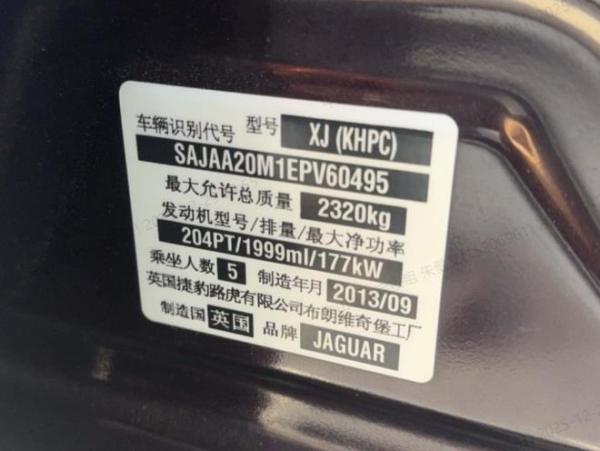 型号 XJ (KHPC)
车辆识别代号
SAJAA20M1EPV60495
最大允许总质量 2320kg
发动机型号/排量/最大净功率
204PT/1999ml/177kW
乘坐人数 5 制造年月 2013/09
英国捷豹路虎有限公司布朗维奇堡工厂
制造国 英国 品牌 JAGUAR